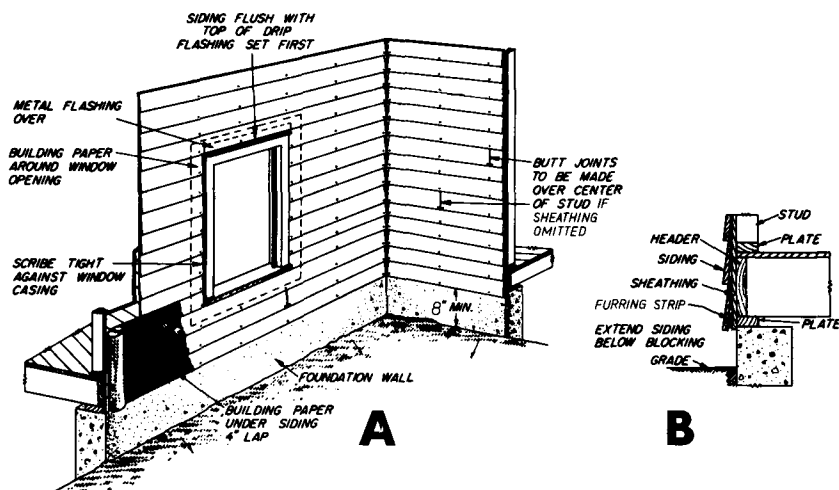 SIDING FLUSH WITH
TOP OF DRIP
FLASHING SET FIRST
METAL FLASHING
OVER
BUILDING PAPER
AROUND WINDOW
OPENING
SCRIBE TIGHT
AGAINST WINDOW
CASING
BUTT JOINTS
TO BE MADE
OVER CENTER
OF STUD IF
SHEATHING
OMITTED
8" MIN.
FOUNDATION WALL
BUILDING PAPER
UNDER SIDING
4" LAP
A
STUD
PLATE
HEADER
SIDING
SHEATHING
FURRING STRIP
PLATE
EXTEND SIDING
BELOW BLOCKING
GRADE
B